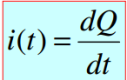 i(t) = dQ/dt